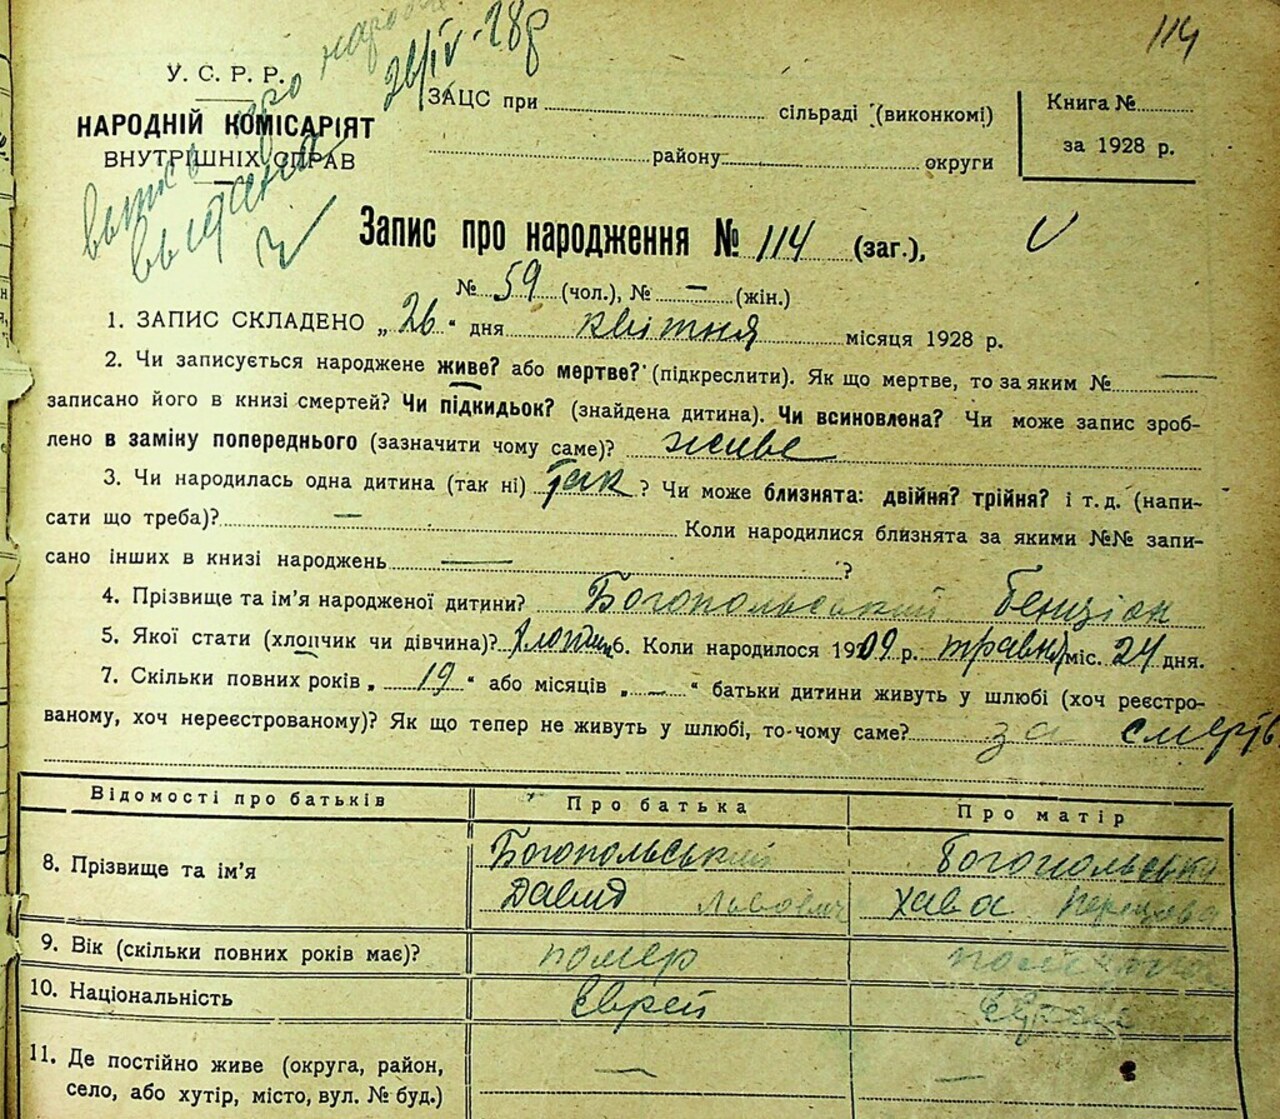 114
26/IV-28р
У. С. Р. Р.
НАРОДНІЙ КОМІСАРІЯТ
ВНУТРІШНІХ СПРАВ
ЗАЦС при сільраді (виконкомі)
району округи
Книга №
за 1928 р.
Запис про народження № 114 (заг.),
№ 59 (чол.), № — (жін.)
1. ЗАПИС СКЛАДЕНО „26“ дня квітня місяця 1928 р.
2. Чи записується народжене живе? або мертве? (підкреслити). Як що мертве, то за яким № —
записано його в книзі смертей? Чи підкидьок? (знайдена дитина). Чи всиновлена? Чи може запис зроб-
лено в заміку попереднього (зазначити чому саме)? живе
3. Чи народилась одна дитина (так ні) так ? Чи може близнята: двійня? трійня? і т. д. (напи-
сати що треба)? — Коли народилися близнята за якими №№ запи-
сано інших в книзі народжень — ?
4. Прізвище та ім'я народженої дитини? Богопольський Бенціон
5. Якої статі (хлопчик чи дівчина)? хлопчик 6. Коли народилося 1909 р. травня міс. 24 дня.
7. Скільки повних років „ 19 “ або місяців „ — “ батьки дитини живуть у шлюбі (хоч реєстро-
ваному, хоч нереєстрованому)? Як що тепер не живуть у шлюбі, то-чому саме? за смертю
Відомості про батьків Про батька Про матір
8. Прізвище та ім'я Богопольський Богопольська
Давид Львович Хава
9. Вік (скільки повних років має)? помер померла
10. Національність Єврей Єврейка
11. Де постійно живе (округа, район, — —
село, або хутір, місто, вул. № буд.)